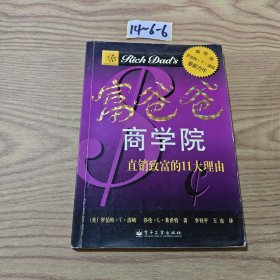 14-6-6
Rich Dad's
富爸爸
商学院
直销致富的11大理由
(美) 罗伯特·T·清崎 莎伦·L·莱希特 著
电子工业出版社